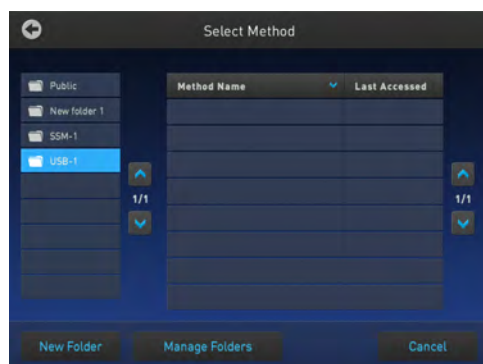 Select Method
Public
New folder 1
SSM-1
USB-1
1/1
Method Name
Last Accessed
1/1
New Folder
Manage Folders
Cancel